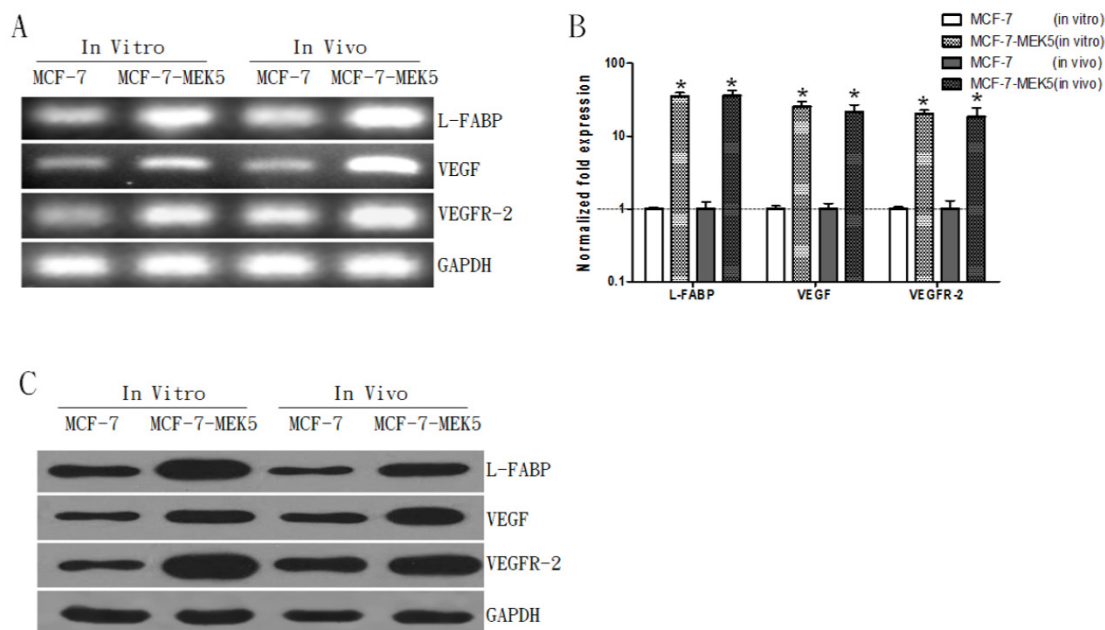 A
In Vitro In Vivo
MCF-7 MCF-7-MEK5 MCF-7 MCF-7-MEK5
L-FABP
VEGF
VEGFR-2
GAPDH
B
MCF-7 (in vitro)
MCF-7-MEK5(in vitro)
MCF-7 (in vivo)
MCF-7-MEK5(in vivo)
Normalized fold expression
100
10
1
0.1
* * * * * *
L-FABP VEGF VEGFR-2
C
In Vitro In Vivo
MCF-7 MCF-7-MEK5 MCF-7 MCF-7-MEK5
L-FABP
VEGF
VEGFR-2
GAPDH